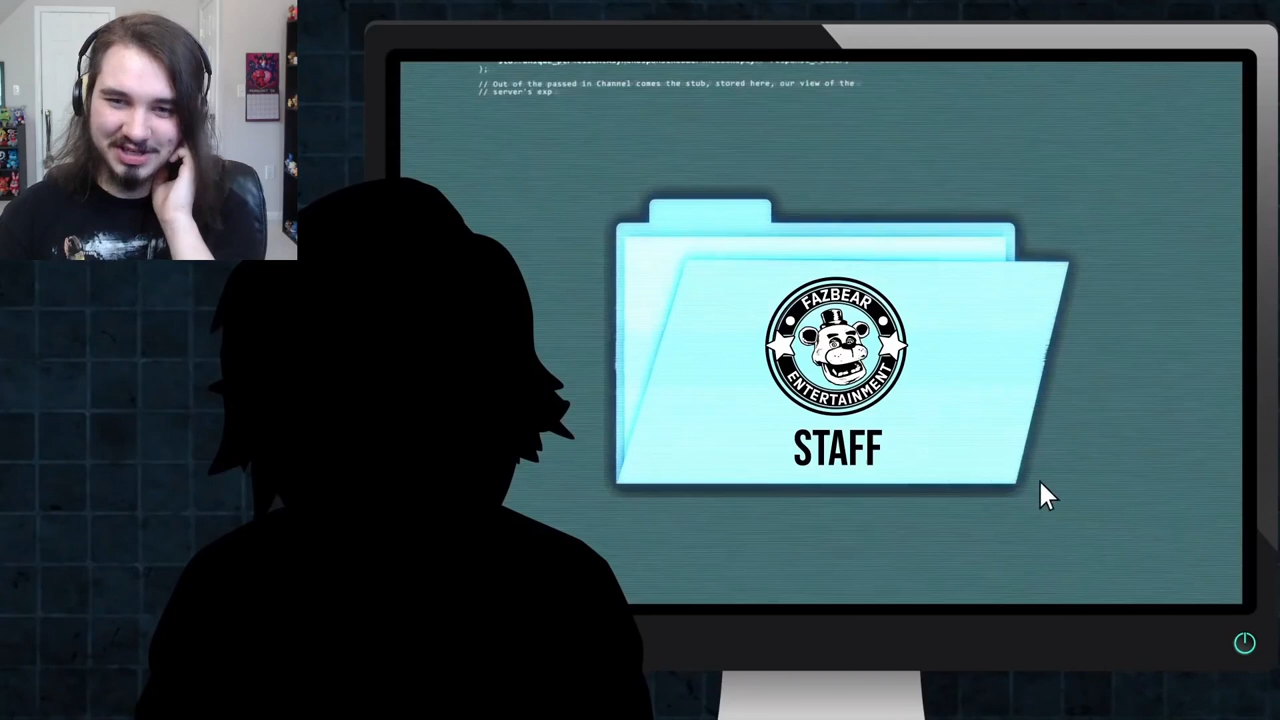 };
// Out of the passed in Channel comes the stub, stored here, our view of the
// server's exp
FAZBEAR
ENTERTAINMENT
STAFF